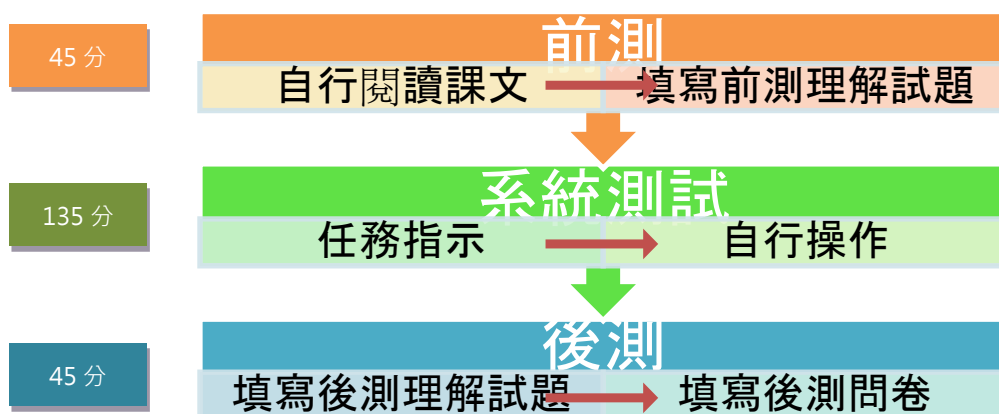 45 分
前測
自行閱讀課文
填寫前測理解試題
135 分
系統測試
任務指示
自行操作
45 分
後測
填寫後測理解試題
填寫後測問卷